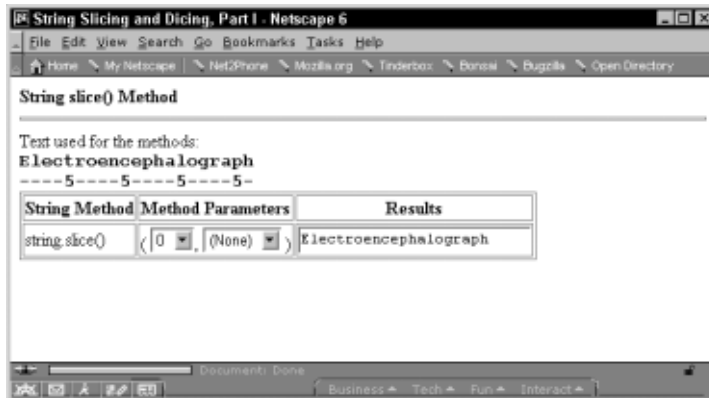 String Slicing and Dicing, Part I - Netscape 6
File Edit View Search Go Bookmarks Tasks Help
Home My Netscape Net2Phone Mozilla.org Tinderbox Bonsai Bugzilla Open Directory
String slice() Method
Text used for the methods:
Electroencephalograph
----5----5----5----5-
String Method Method Parameters Results
string.slice() ( 0 , (None) ) Electroencephalograph
Document: Done
Business Tech Fun Interact